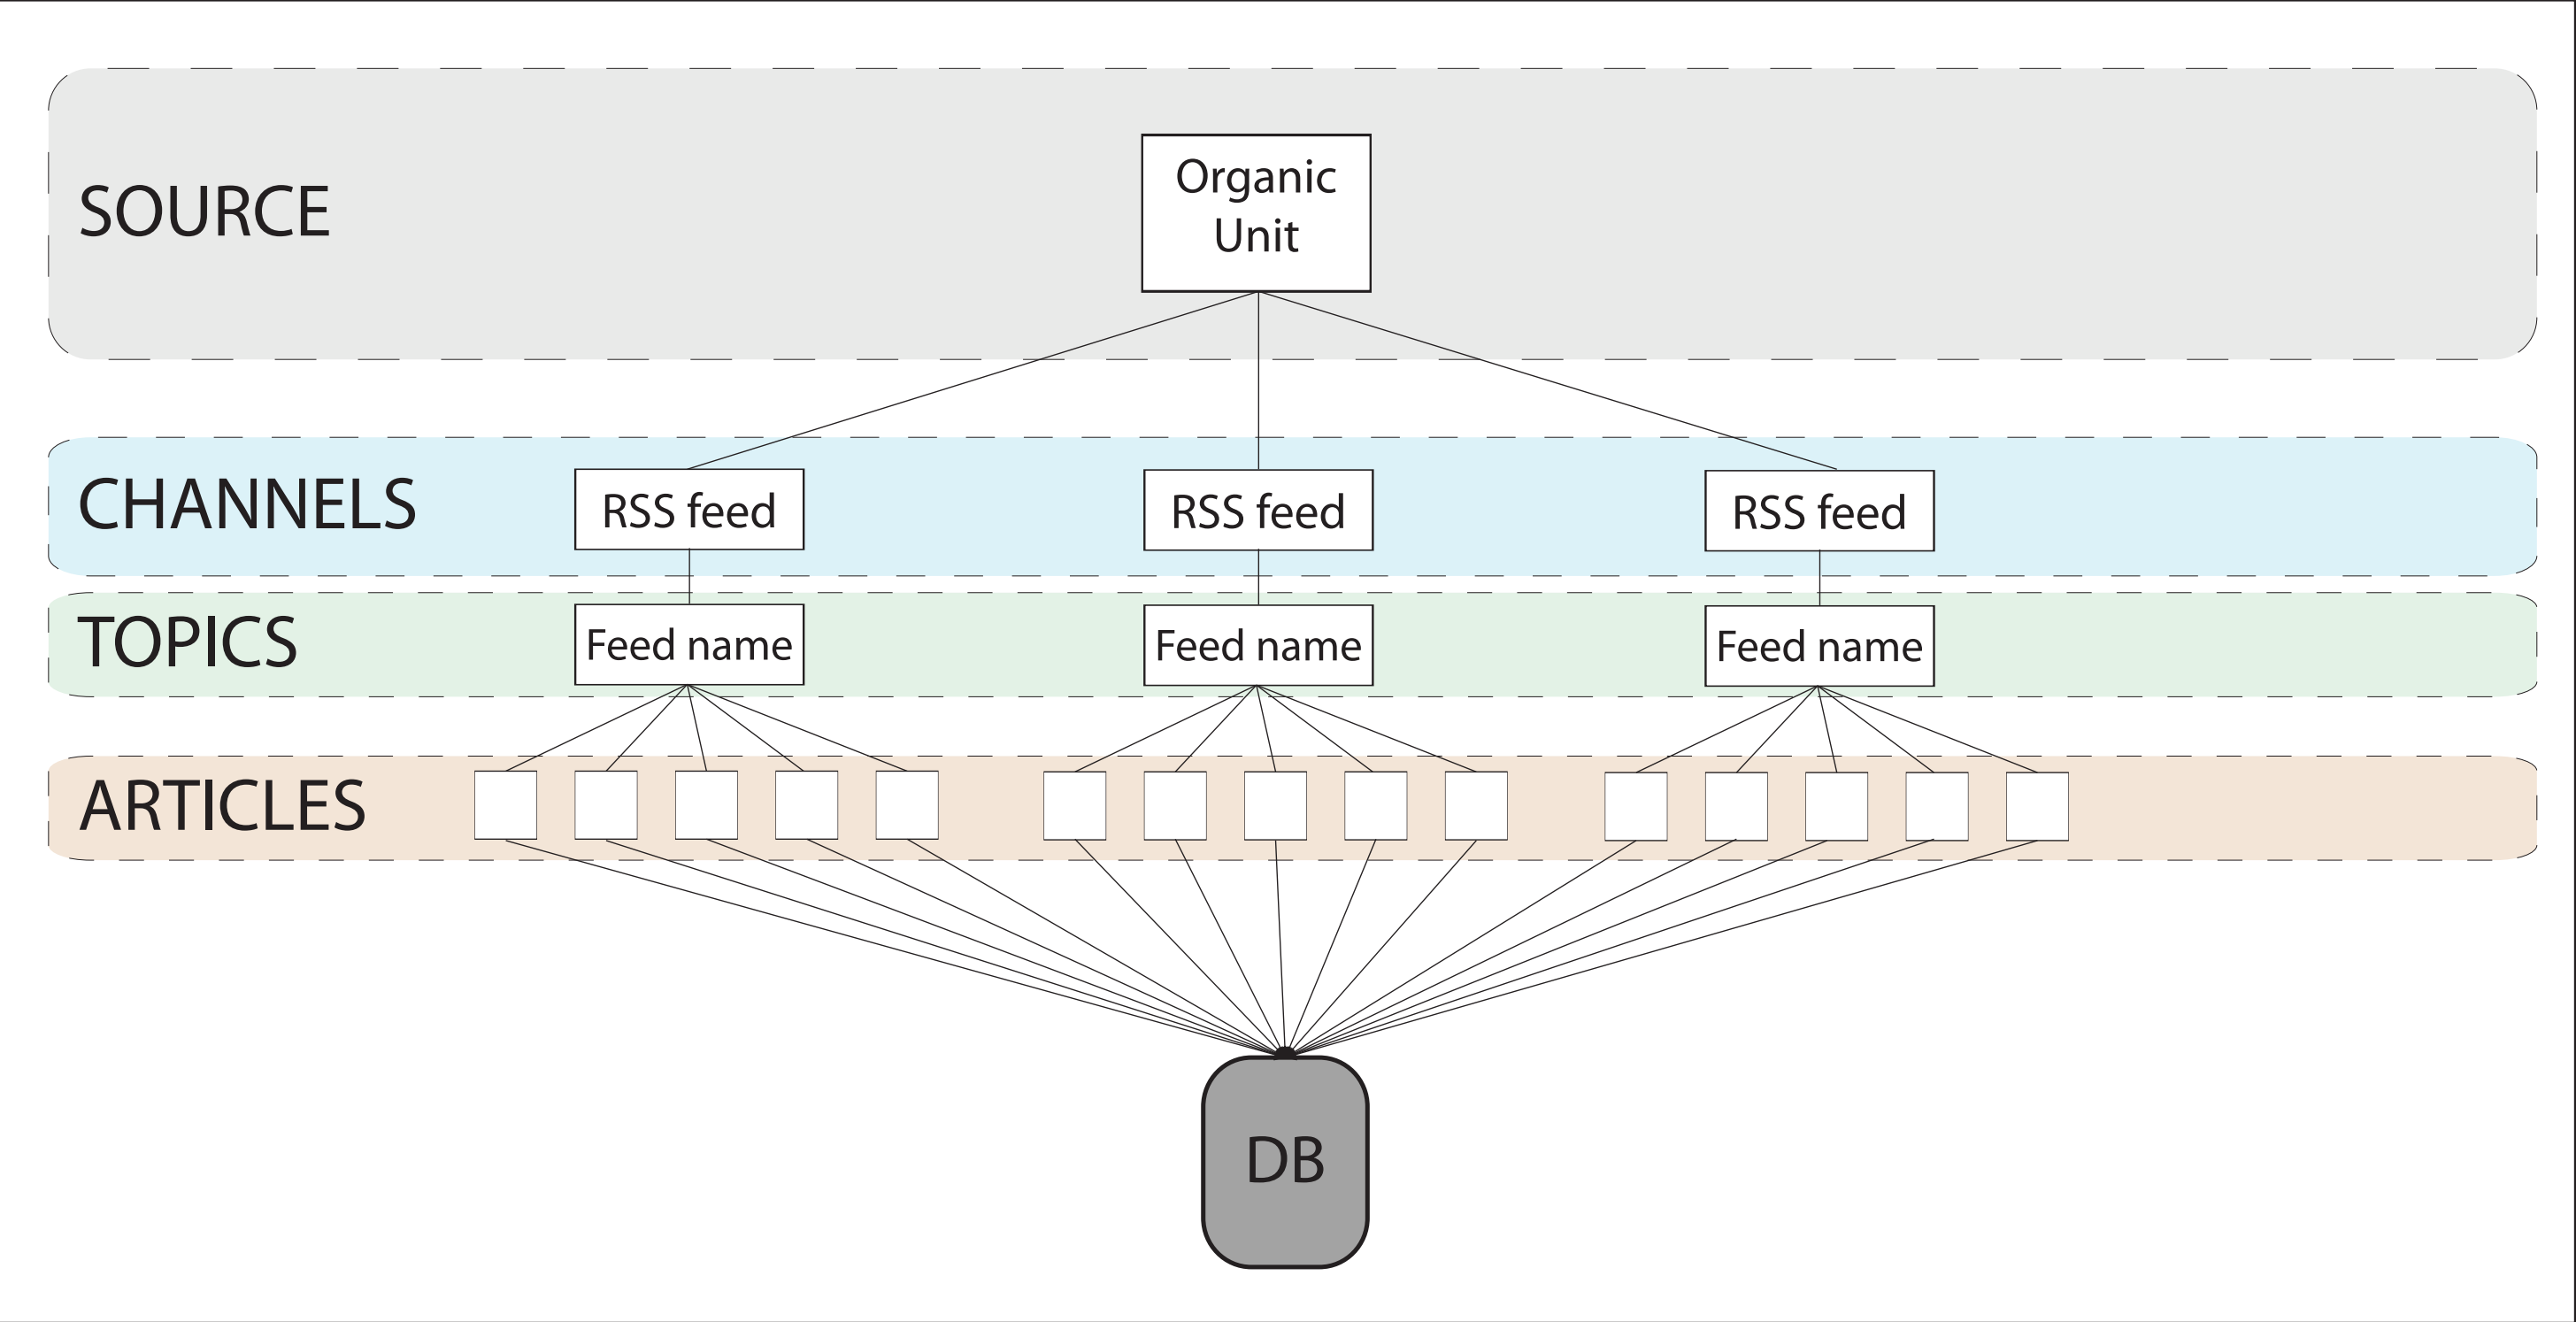 SOURCE
Organic
Unit
CHANNELS
RSS feed
RSS feed
RSS feed
TOPICS
Feed name
Feed name
Feed name
ARTICLES
DB